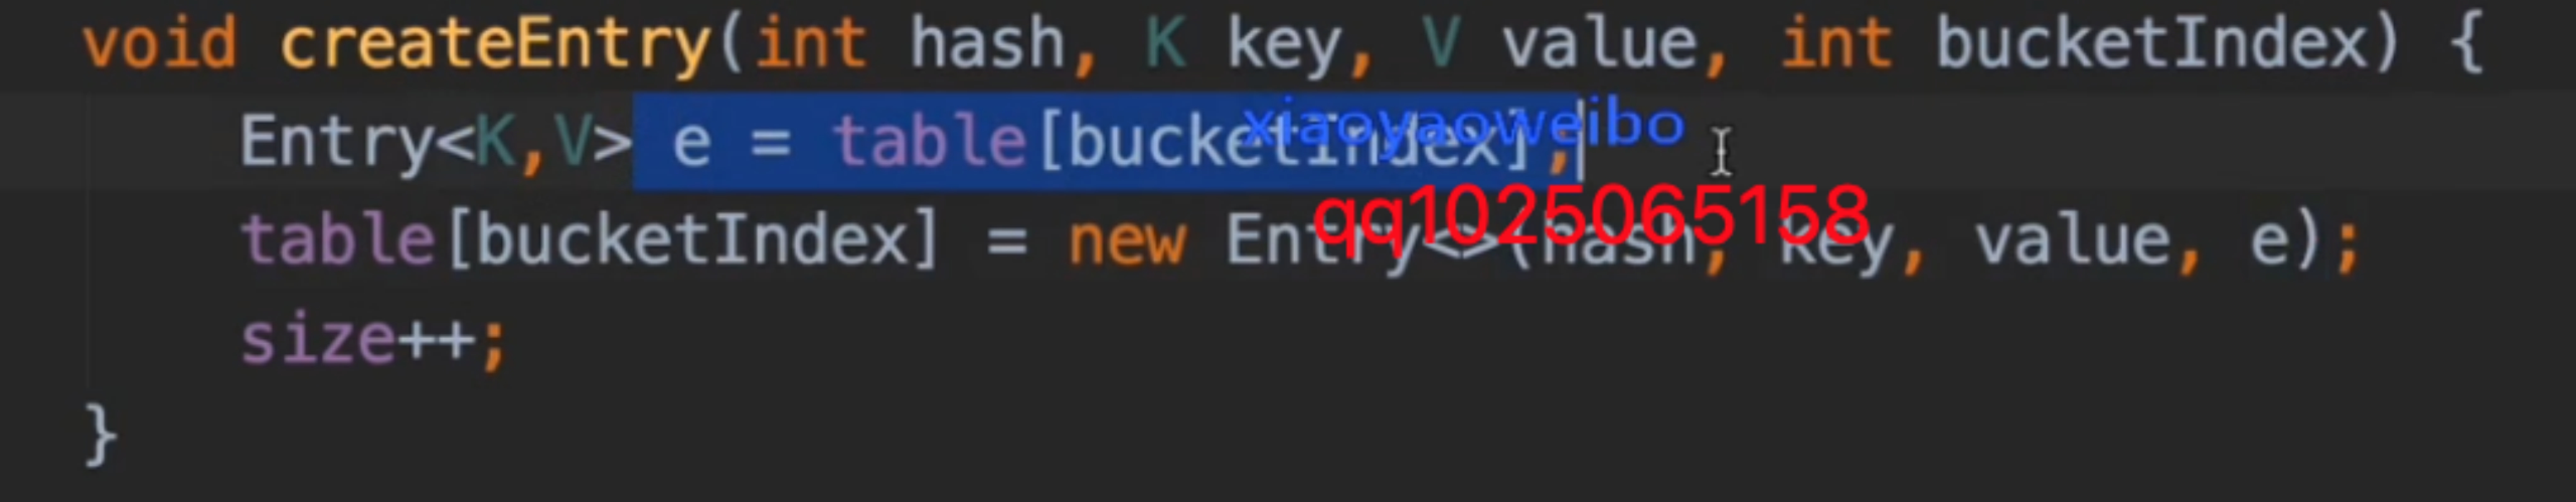 void createEntry(int hash, K key, V value, int bucketIndex) {
Entry<K,V> e = table[bucketIndex];
xiaoyaoweibo
qq1025065158
table[bucketIndex] = new Entry<>(hash, key, value, e);
size++;
}